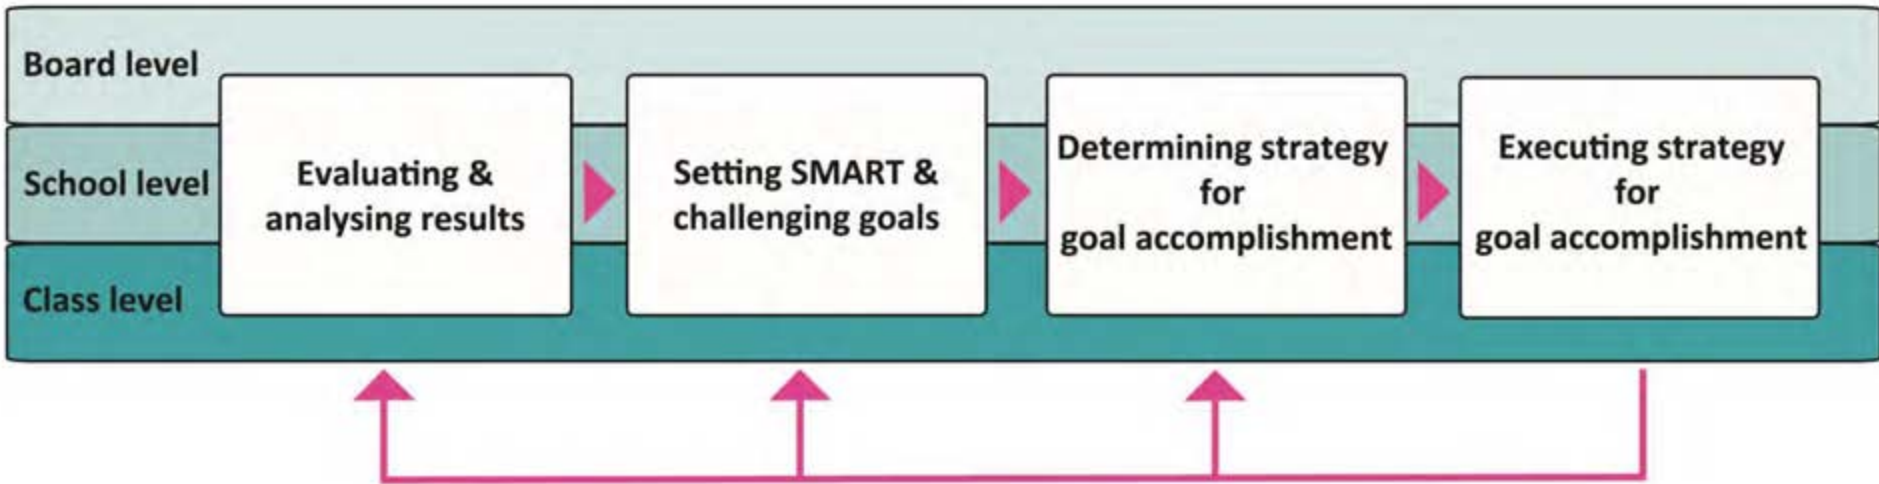 Board level
School level
Class level
Evaluating &
analysing results
Setting SMART &
challenging goals
Determining strategy
for
goal accomplishment
Executing strategy
for
goal accomplishment